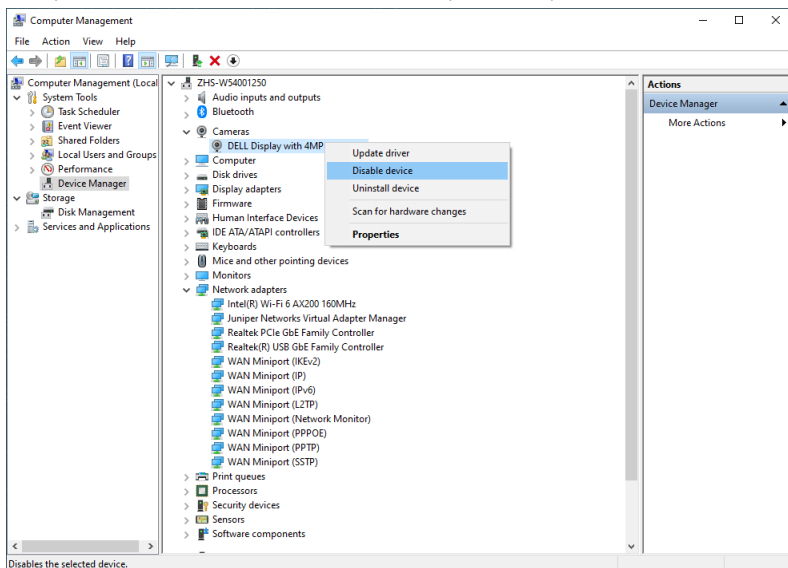 Computer Management
File Action View Help
Computer Management (Local
System Tools
Task Scheduler
Event Viewer
Shared Folders
Local Users and Groups
Performance
Device Manager
Storage
Disk Management
Services and Applications
ZHS-W54001250
Audio inputs and outputs
Bluetooth
Cameras
DELL Display with 4MP
Computer
Disk drives
Display adapters
Firmware
Human Interface Devices
IDE ATA/ATAPI controllers
Keyboards
Mice and other pointing devices
Monitors
Network adapters
Intel(R) Wi-Fi 6 AX200 160MHz
Juniper Networks Virtual Adapter Manager
Realtek PCIe GbE Family Controller
Realtek(R) USB GbE Family Controller
WAN Miniport (IKEv2)
WAN Miniport (IP)
WAN Miniport (IPv6)
WAN Miniport (L2TP)
WAN Miniport (Network Monitor)
WAN Miniport (PPPOE)
WAN Miniport (PPTP)
WAN Miniport (SSTP)
Print queues
Processors
Security devices
Sensors
Software components
Update driver
Disable device
Uninstall device
Scan for hardware changes
Properties
Actions
Device Manager
More Actions
Disables the selected device.